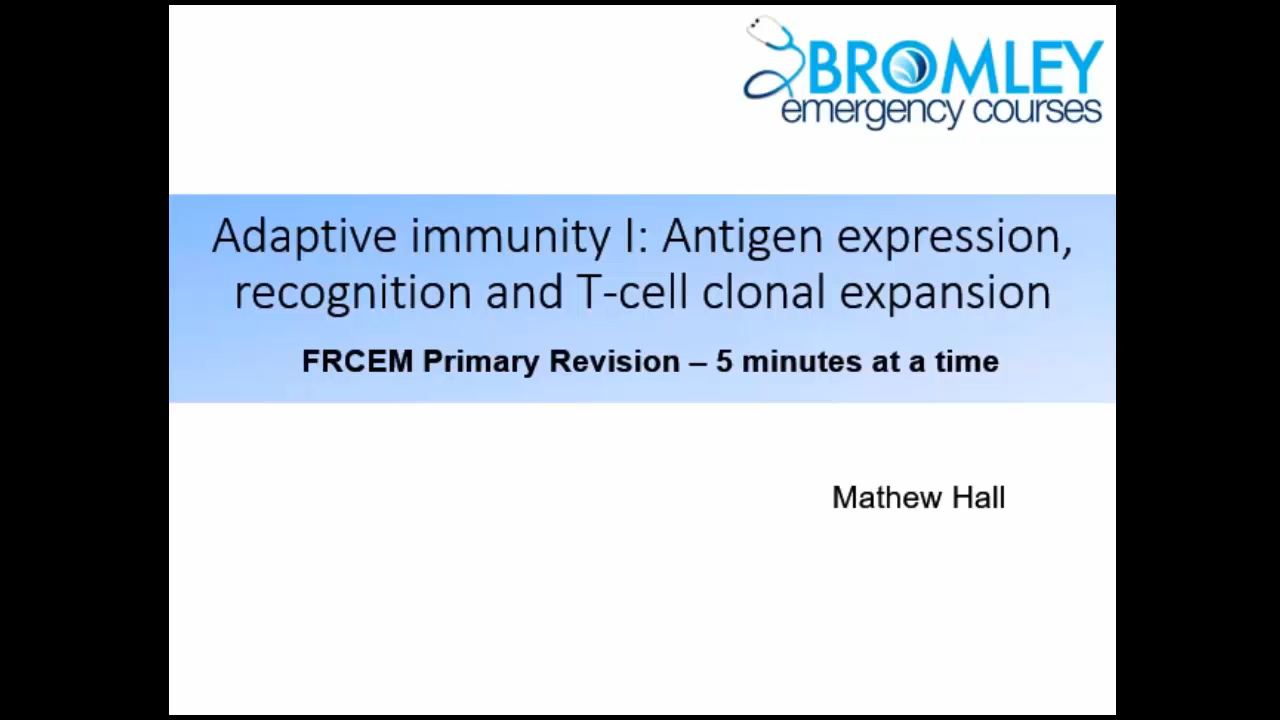 BROMLEY
emergency courses
Adaptive immunity I: Antigen expression,
recognition and T-cell clonal expansion
FRCEM Primary Revision – 5 minutes at a time
Mathew Hall